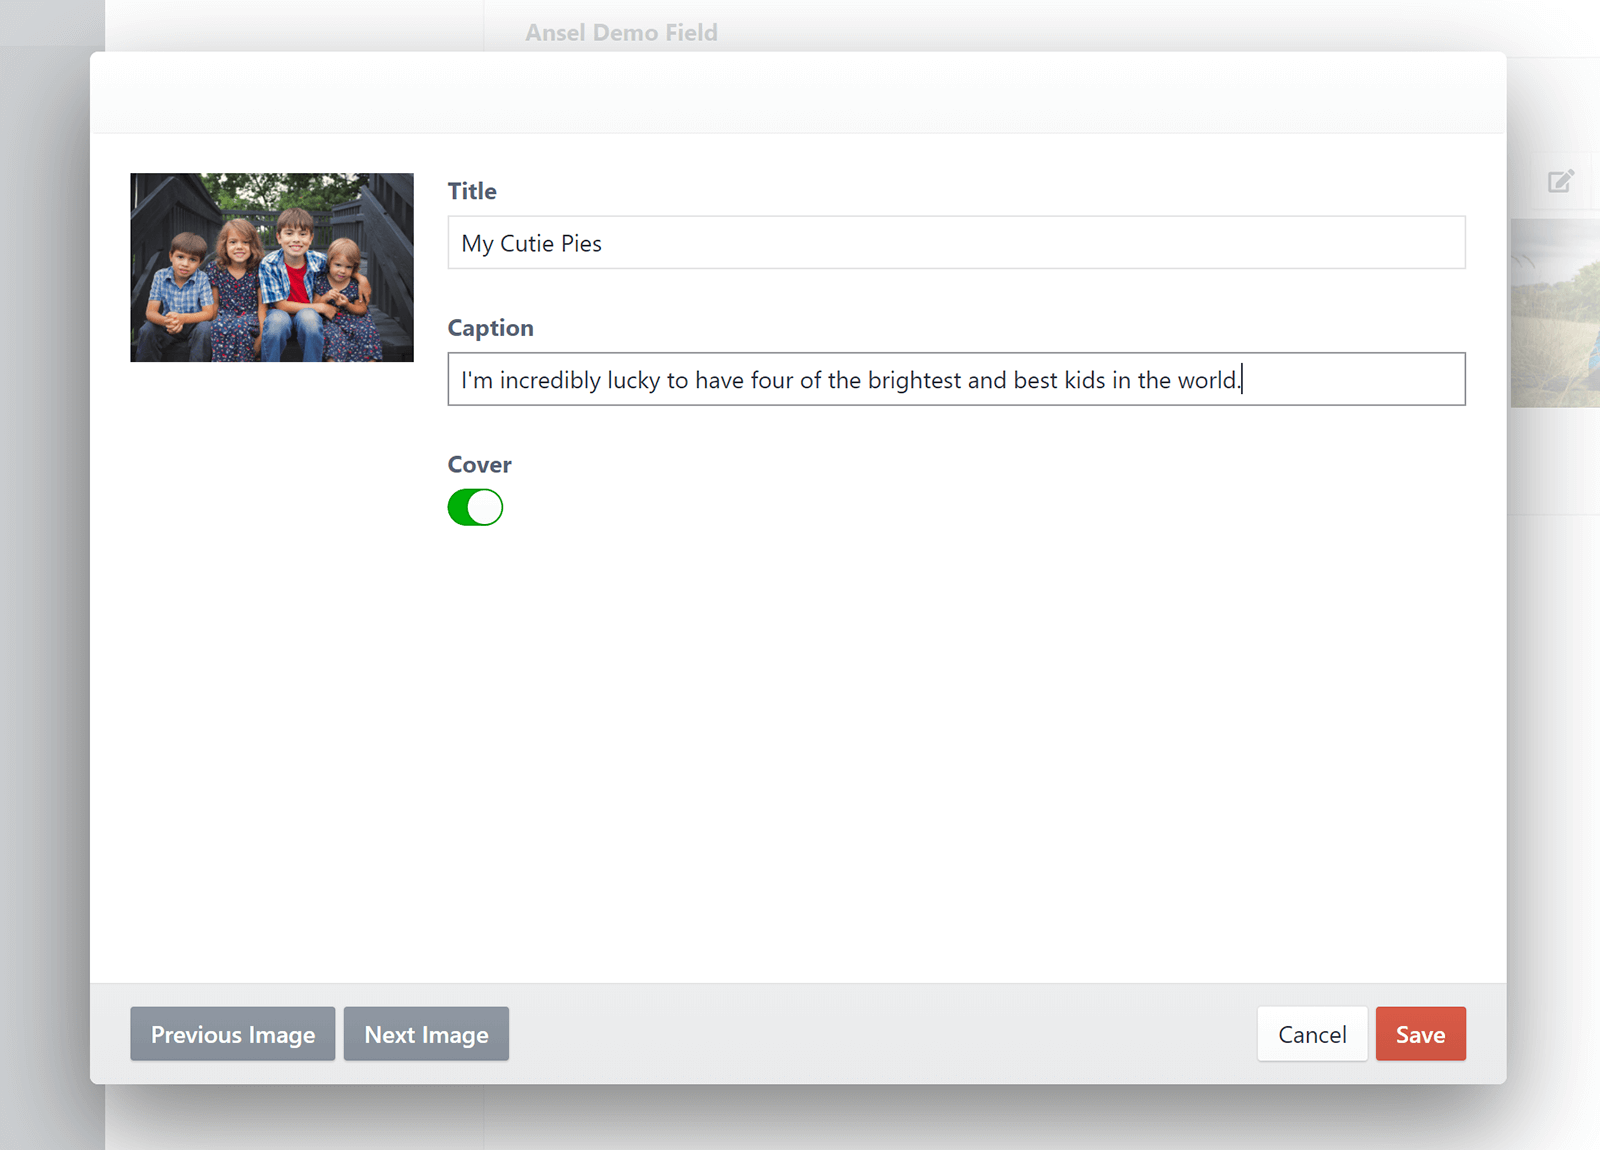 Ansel Demo Field
Title
My Cutie Pies
Caption
I'm incredibly lucky to have four of the brightest and best kids in the world.
Cover
Previous Image
Next Image
Cancel
Save